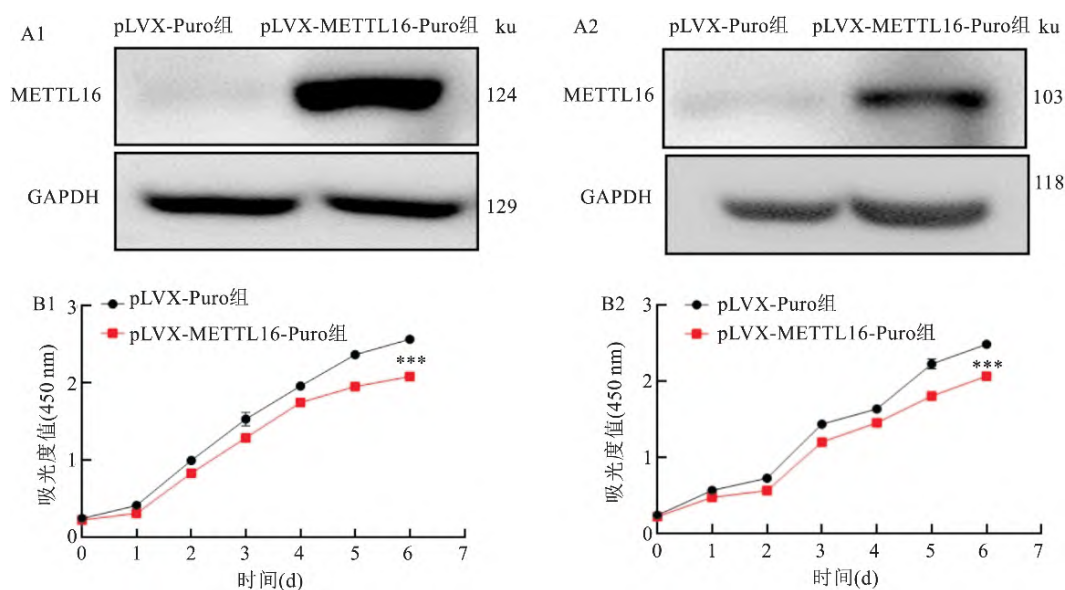 A1 pLVX-Puro组 pLVX-METTL16-Puro组 ku
METTL16 124
GAPDH 129
A2 pLVX-Puro组 pLVX-METTL16-Puro组 ku
METTL16 103
GAPDH 118
B1
pLVX-Puro组
pLVX-METTL16-Puro组
***
吸光度值(450 nm)
3
2
1
0
0 1 2 3 4 5 6 7
时间(d)
B2
pLVX-Puro组
pLVX-METTL16-Puro组
***
吸光度值(450 nm)
3
2
1
0
0 1 2 3 4 5 6 7
时间(d)